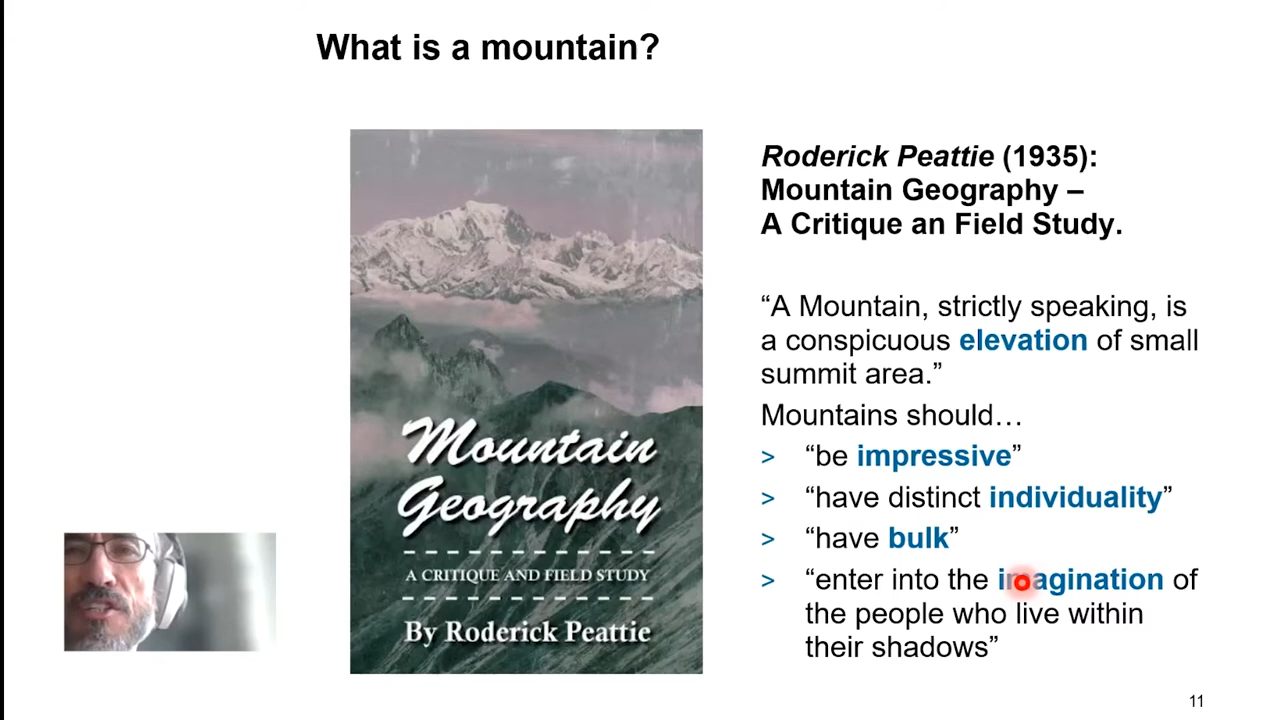 What is a mountain?
Mountain
Geography
A CRITIQUE AND FIELD STUDY
By Roderick Peattie
Roderick Peattie (1935):
Mountain Geography –
A Critique an Field Study.
“A Mountain, strictly speaking, is
a conspicuous elevation of small
summit area.”
Mountains should…
> “be impressive”
> “have distinct individuality”
> “have bulk”
> “enter into the imagination of
the people who live within
their shadows”
11